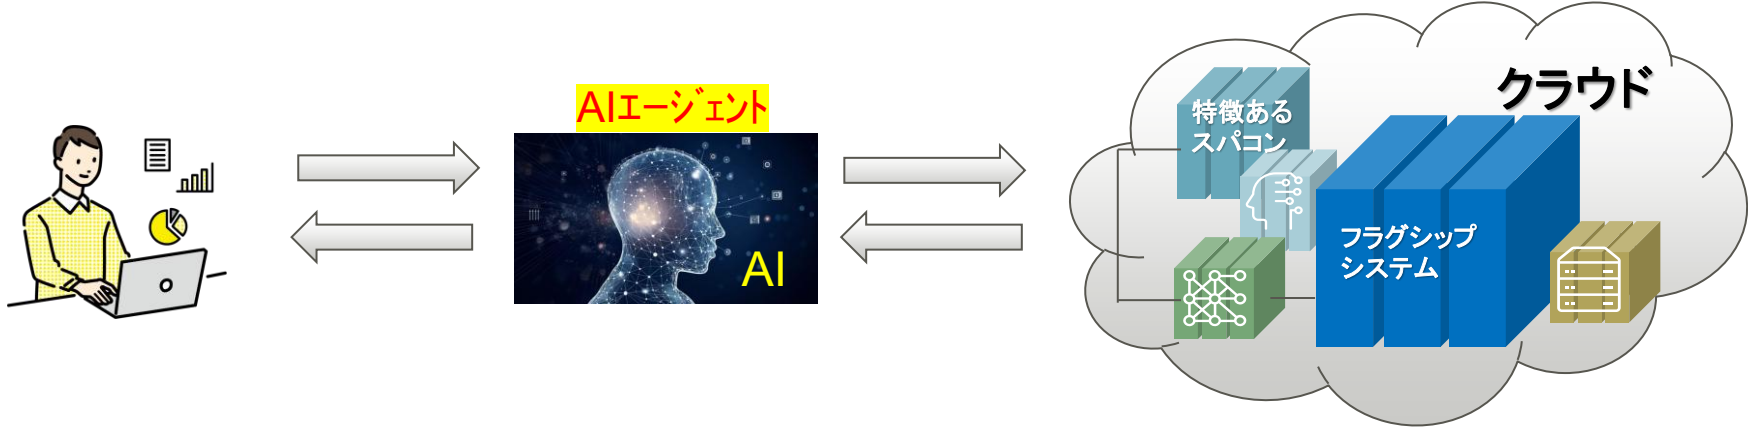 AIエージェント
AI
クラウド
特徴ある
スパコン
フラグシップ
システム